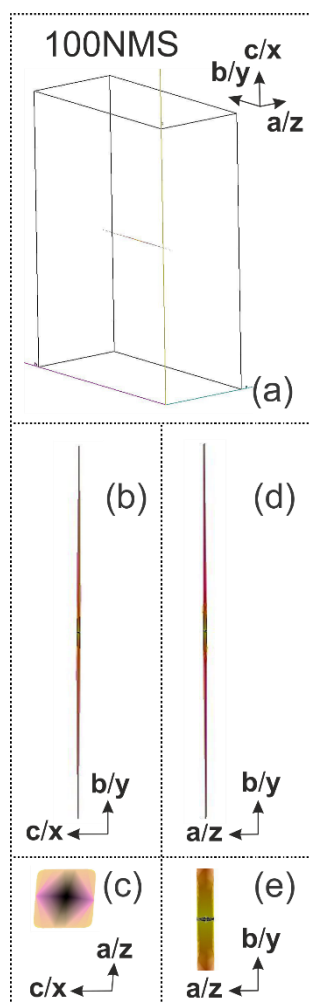 100NMS
c/x
b/y
a/z
(a)
(b)
(d)
b/y
c/x
b/y
a/z
(c)
(e)
a/z
c/x
b/y
a/z